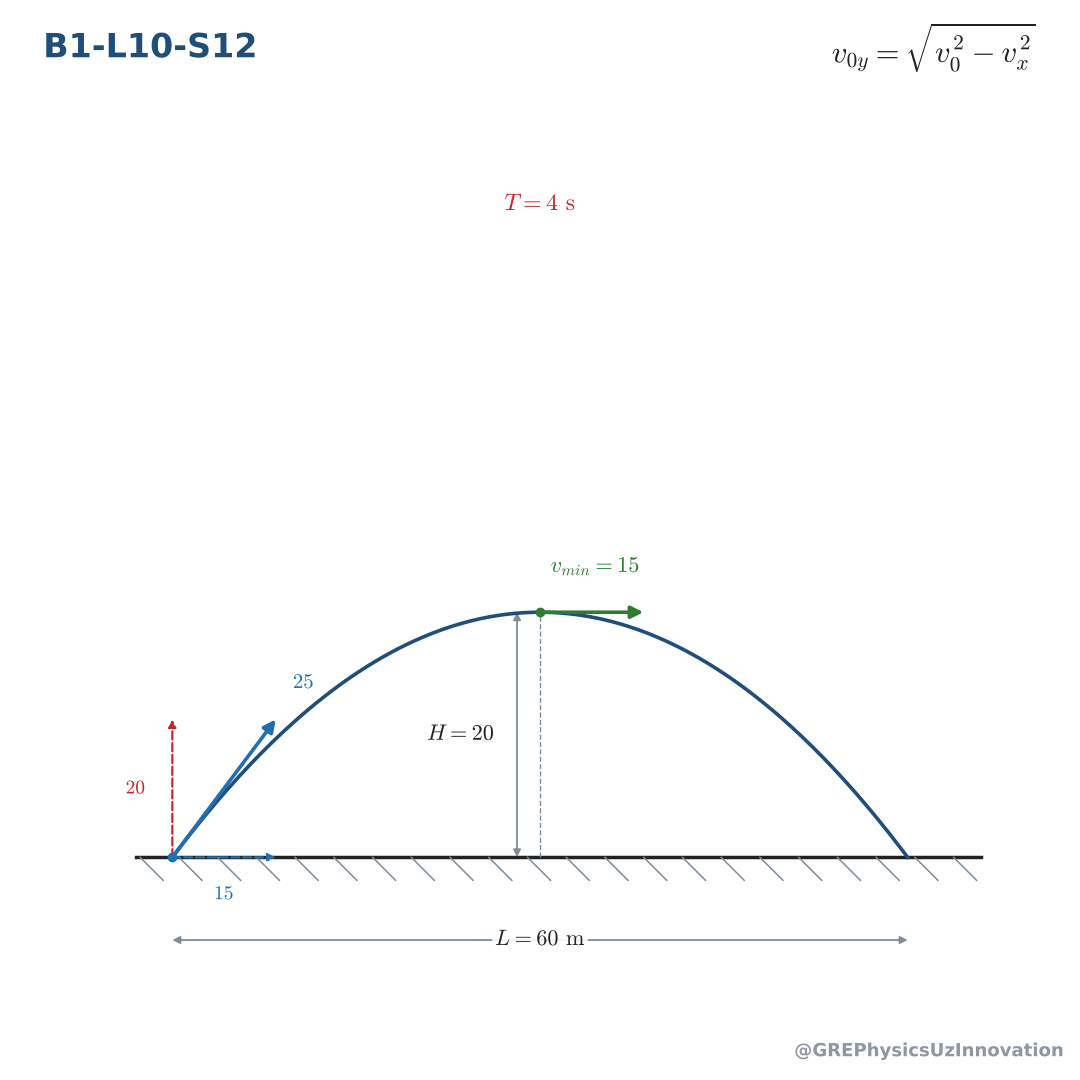 B1-L10-S12
$v_{0y} = \sqrt{v_0^2 - v_x^2}$
T = 4 s
$v_{min} = 15$
25
H = 20
20
15
L = 60 m
@GREPhysicsUzInnovation